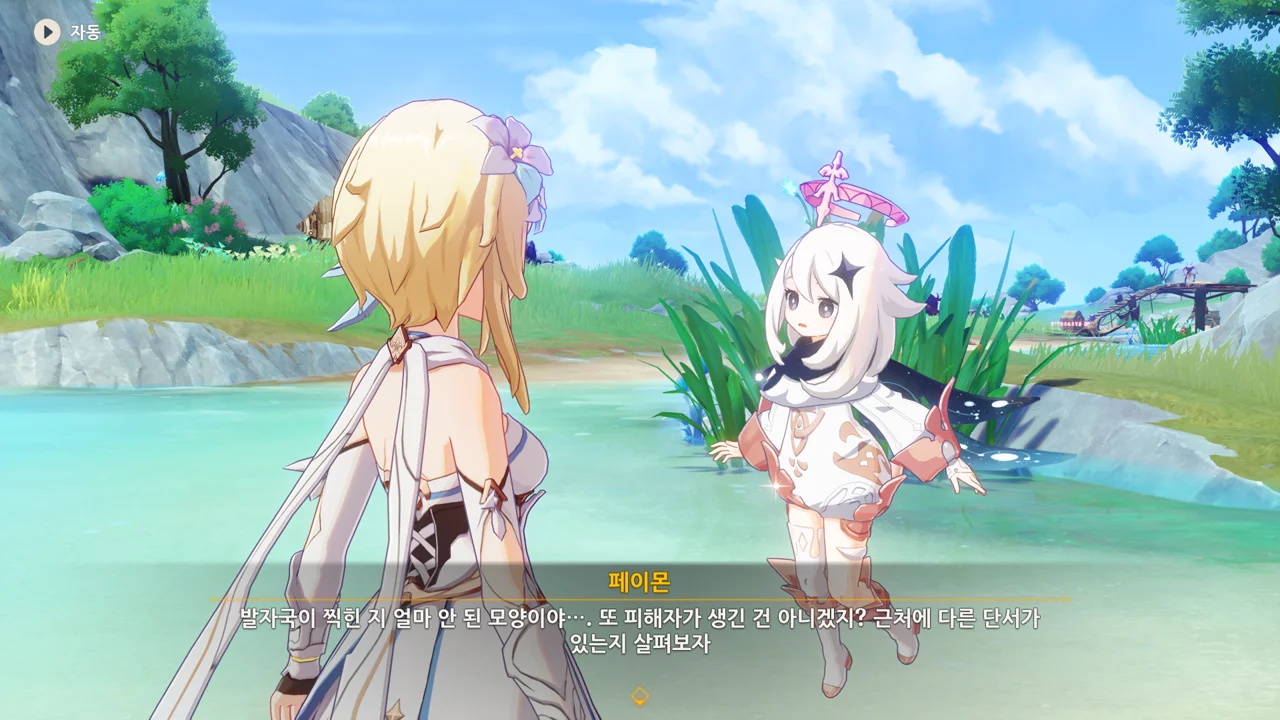 자동
페이몬
발자국이 찍힌 지 얼마 안 된 모양이야…. 또 피해자가 생긴 건 아니겠지? 근처에 다른 단서가
있는지 살펴보자